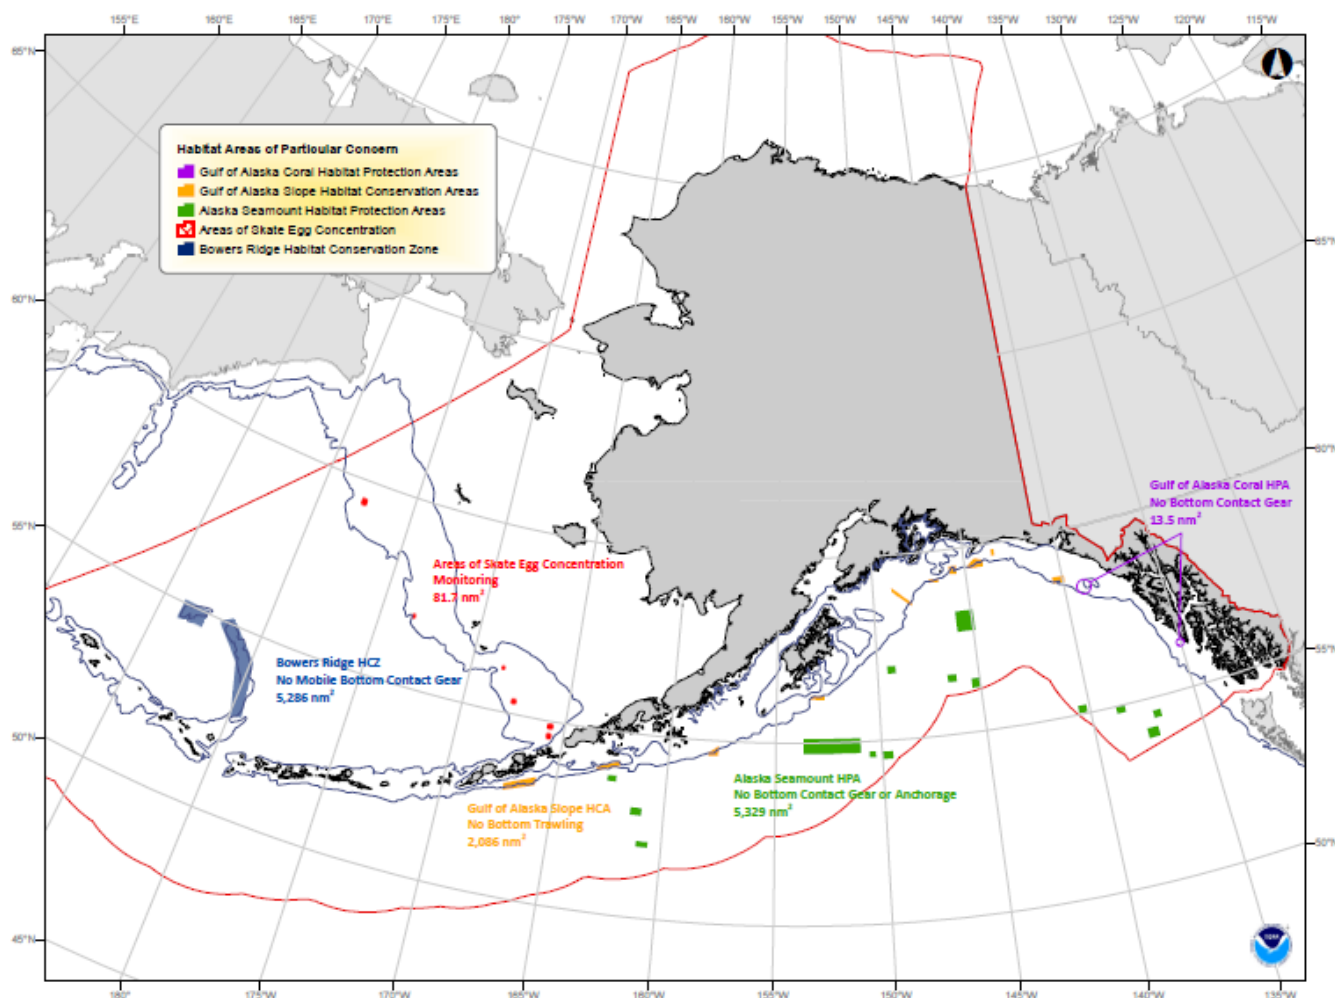 155°E 160°E 165°E 170°E 175°E 180° 170°W 165°W 160°W 155°W 150°W 145°W 140°W 135°W 130°W 125°W 120°W 115°W
65°N
Habitat Areas of Particular Concern
Gulf of Alaska Coral Habitat Protection Areas
Gulf of Alaska Slope Habitat Conservation Areas
Alaska Seamount Habitat Protection Areas
Areas of Skate Egg Concentration
Bowers Ridge Habitat Conservation Zone
65°N
60°N
60°N
Gulf of Alaska Coral HPA
No Bottom Contact Gear
13.5 nm²
55°N
Areas of Skate Egg Concentration
Monitoring
81.7 nm²
55°N
Bowers Ridge HCZ
No Mobile Bottom Contact Gear
5,286 nm²
50°N
Alaska Seamount HPA
No Bottom Contact Gear or Anchorage
5,329 nm²
Gulf of Alaska Slope HCA
No Bottom Trawling
2,086 nm²
50°N
45°N
180° 175°W 170°W 165°W 160°W 155°W 150°W 145°W 140°W 135°W